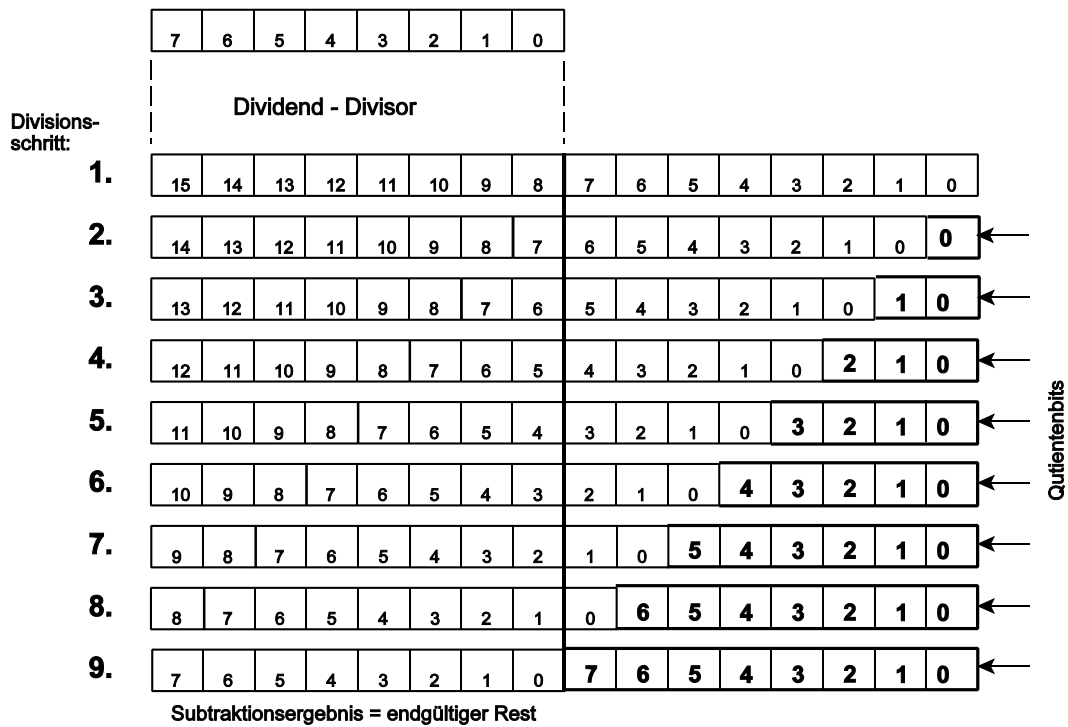 7 6 5 4 3 2 1 0
Dividend - Divisor
Divisions-
schritt:
1. 15 14 13 12 11 10 9 8 7 6 5 4 3 2 1 0
2. 14 13 12 11 10 9 8 7 6 5 4 3 2 1 0 0
3. 13 12 11 10 9 8 7 6 5 4 3 2 1 0 1 0
4. 12 11 10 9 8 7 6 5 4 3 2 1 0 2 1 0
5. 11 10 9 8 7 6 5 4 3 2 1 0 3 2 1 0
6. 10 9 8 7 6 5 4 3 2 1 0 4 3 2 1 0
7. 9 8 7 6 5 4 3 2 1 0 5 4 3 2 1 0
8. 8 7 6 5 4 3 2 1 0 6 5 4 3 2 1 0
9. 7 6 5 4 3 2 1 0 7 6 5 4 3 2 1 0
Qutientenbits
Subtraktionsergebnis = endgültiger Rest